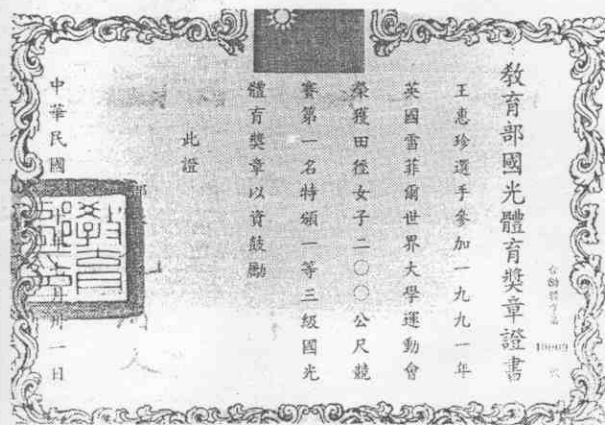 教育部國光體育獎章證書
王惠珍選手參加一九九一年
英國雪菲爾世界大學運動會
榮獲田徑女子二〇〇公尺競
賽第一名特頒一等三級國光
體育獎章以資鼓勵
此證
中華民國
月卅一日